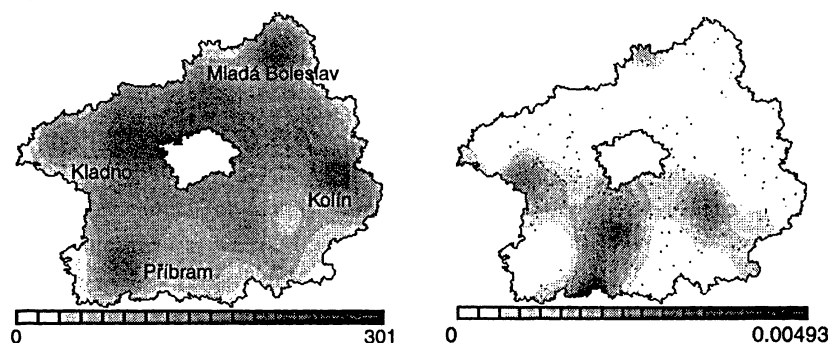 Mladá Boleslav
Kladno
Kolín
Příbram
0 301
0 0.00493